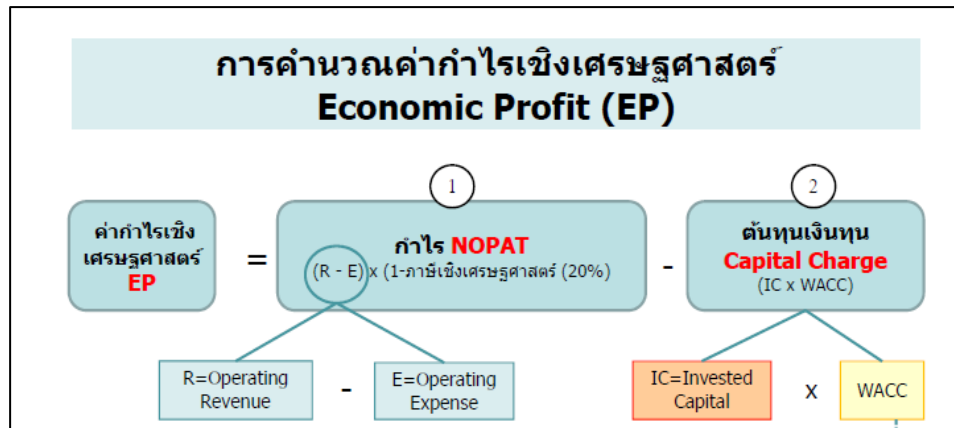 การคำนวณค่ากำไรเชิงเศรษฐศาสตร์
Economic Profit (EP)
1
2
ค่ากำไรเชิง
เศรษฐศาสตร์
EP
=
กำไร NOPAT
(R - E) x (1-ภาษีเชิงเศรษฐศาสตร์ (20%)
-
ต้นทุนเงินทุน
Capital Charge
(IC x WACC)
R=Operating
Revenue
-
E=Operating
Expense
IC=Invested
Capital
x
WACC